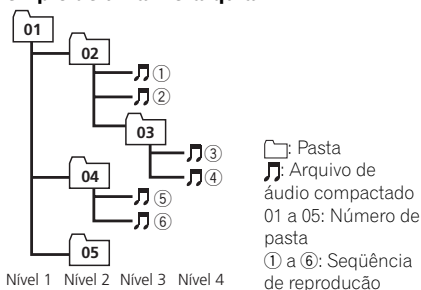 01
02
①
②
03
③
④
04
⑤
⑥
05
Nível 1 Nível 2 Nível 3 Nível 4
: Pasta
: Arquivo de
áudio compactado
01 a 05: Número de
pasta
① a ⑥: Seqüência
de reprodução